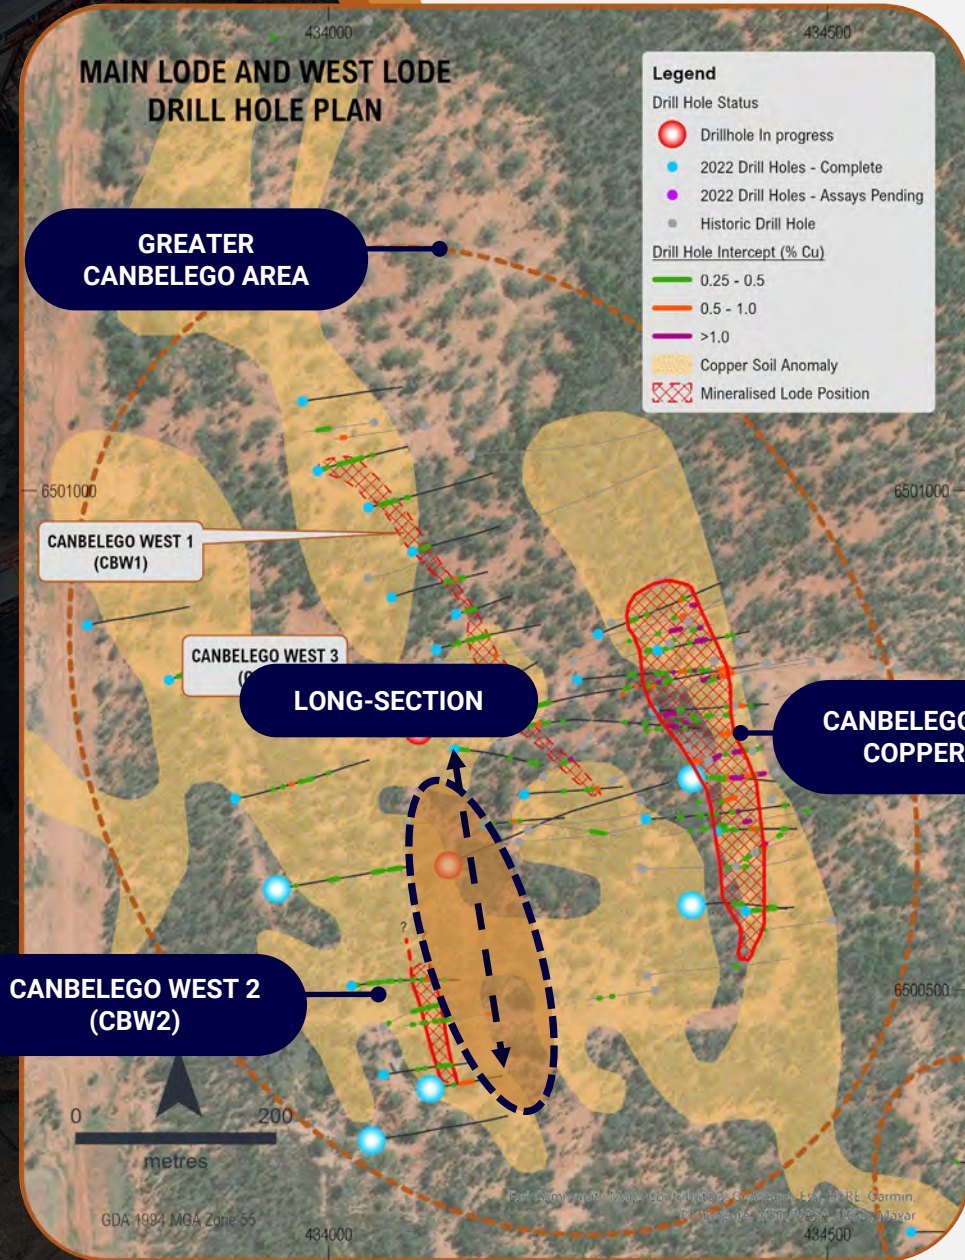 434000
434500
MAIN LODE AND WEST LODE
DRILL HOLE PLAN
Legend
Drill Hole Status
Drillhole In progress
2022 Drill Holes - Complete
2022 Drill Holes - Assays Pending
Historic Drill Hole
Drill Hole Intercept (% Cu)
0.25 - 0.5
0.5 - 1.0
>1.0
Copper Soil Anomaly
Mineralised Lode Position
GREATER
CANBELEGO AREA
6501000
6501000
CANBELEGO WEST 1
(CBW1)
CANBELEGO WEST 3
LONG-SECTION
CANBELEGO
COPPER
?
CANBELEGO WEST 2
(CBW2)
6500500
0
200
metres
GDA 1994 MGA Zone 55
434000
434500